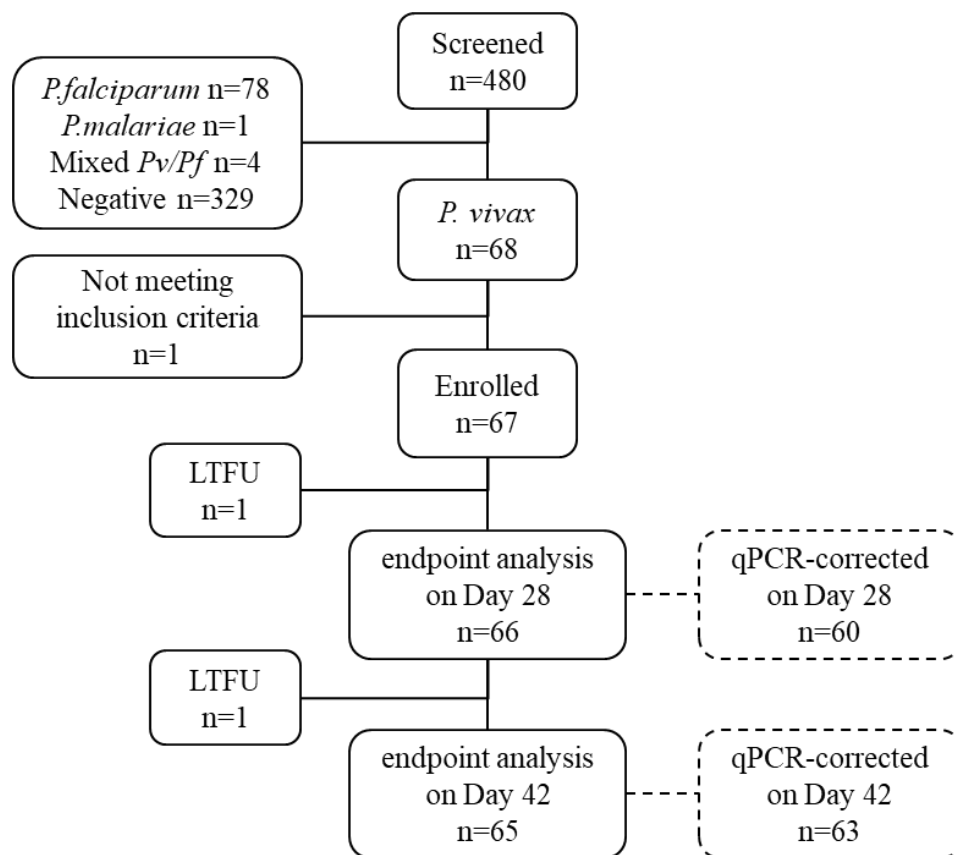 Screened
n=480
P.falciparum n=78
P.malariae n=1
Mixed Pv/Pf n=4
Negative n=329
P. vivax
n=68
Not meeting
inclusion criteria
n=1
Enrolled
n=67
LTFU
n=1
endpoint analysis
on Day 28
n=66
qPCR-corrected
on Day 28
n=60
LTFU
n=1
endpoint analysis
on Day 42
n=65
qPCR-corrected
on Day 42
n=63